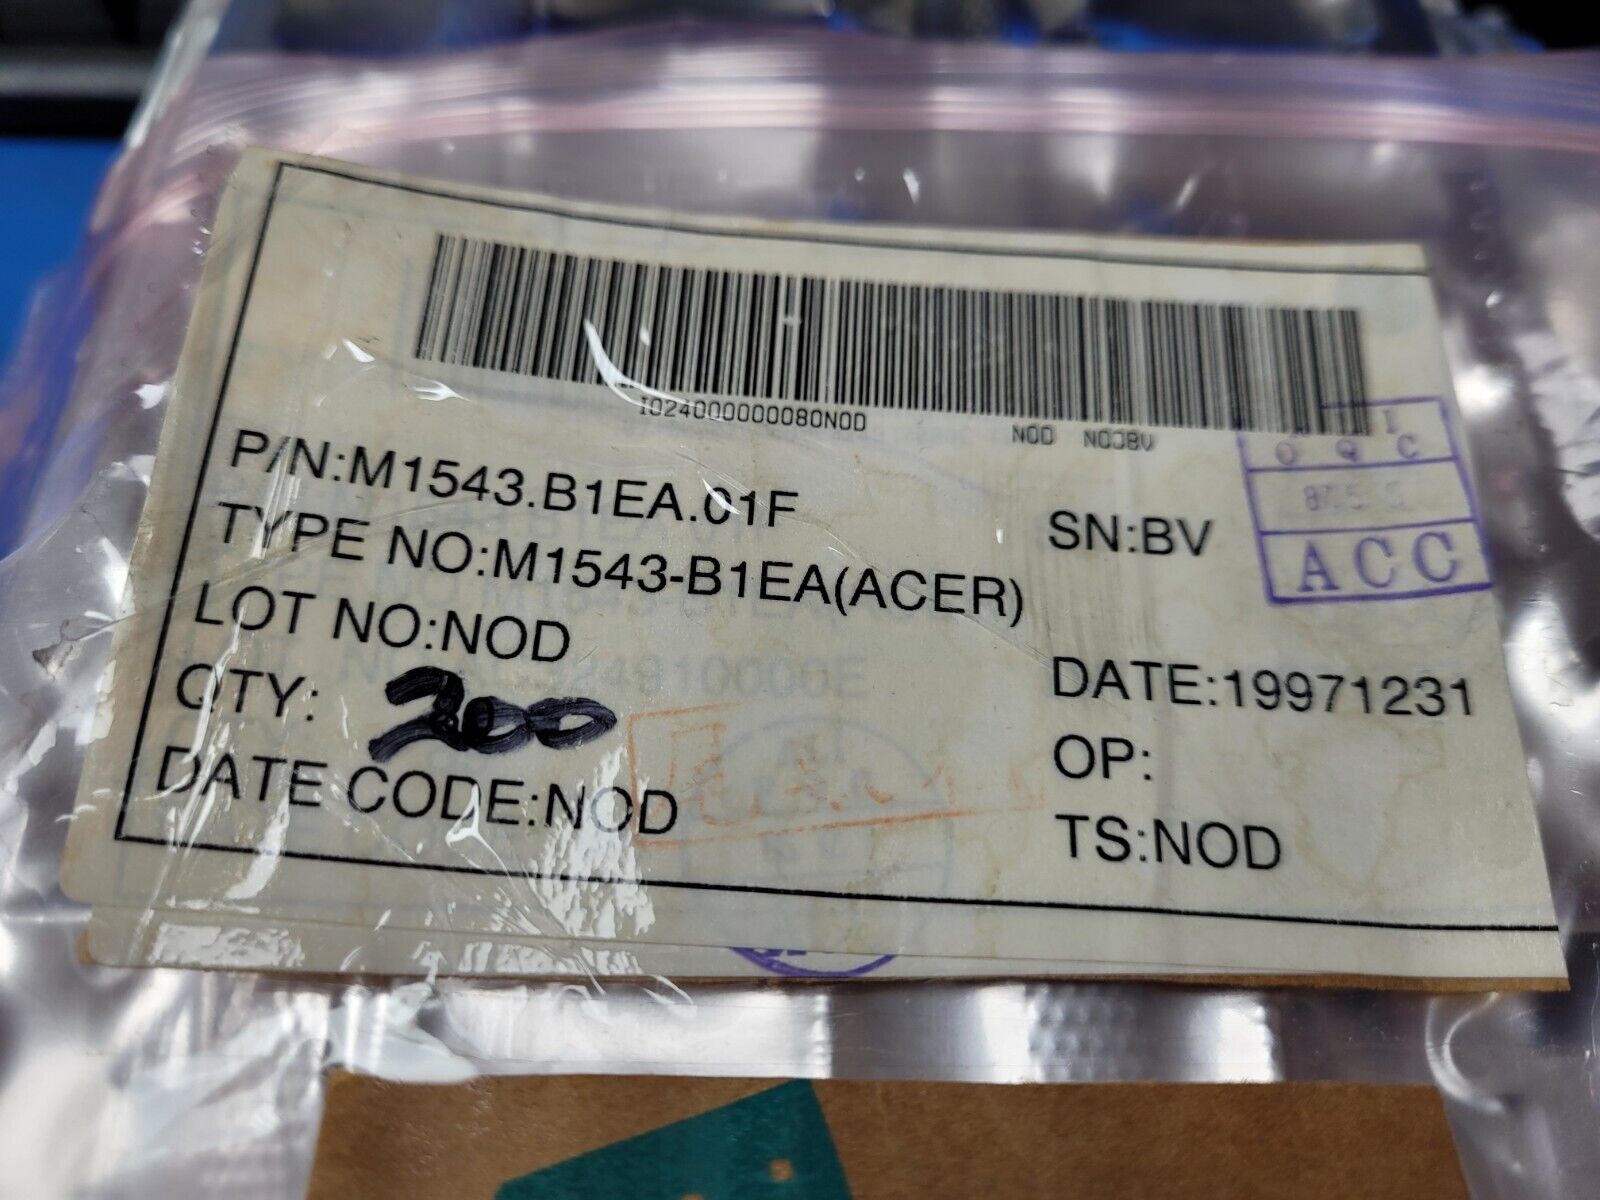 I024000000080NOD NOD NOJBV
P/N:M1543.B1EA.01F
TYPE NO:M1543-B1EA(ACER) SN:BV
LOT NO:NOD
QTY: 200 DATE:19971231
OP:
DATE CODE:NOD TS:NOD
O Q C
ACC